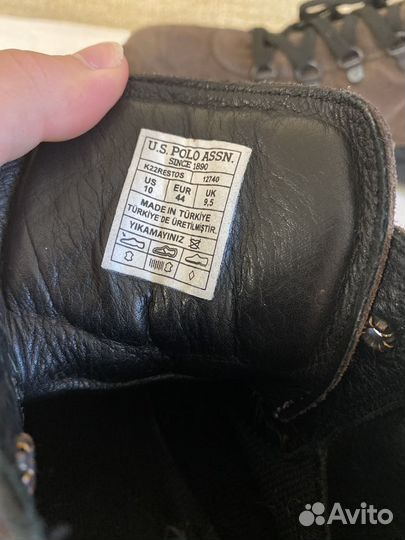 U.S. POLO ASSN.
SINCE 1890
K22RESTOS 12740
US EUR UK
10 44 9,5
MADE IN TÜRKİYE
TÜRKİYE'DE ÜRETİLMİŞTİR.
YIKAMAYINIZ
Avito